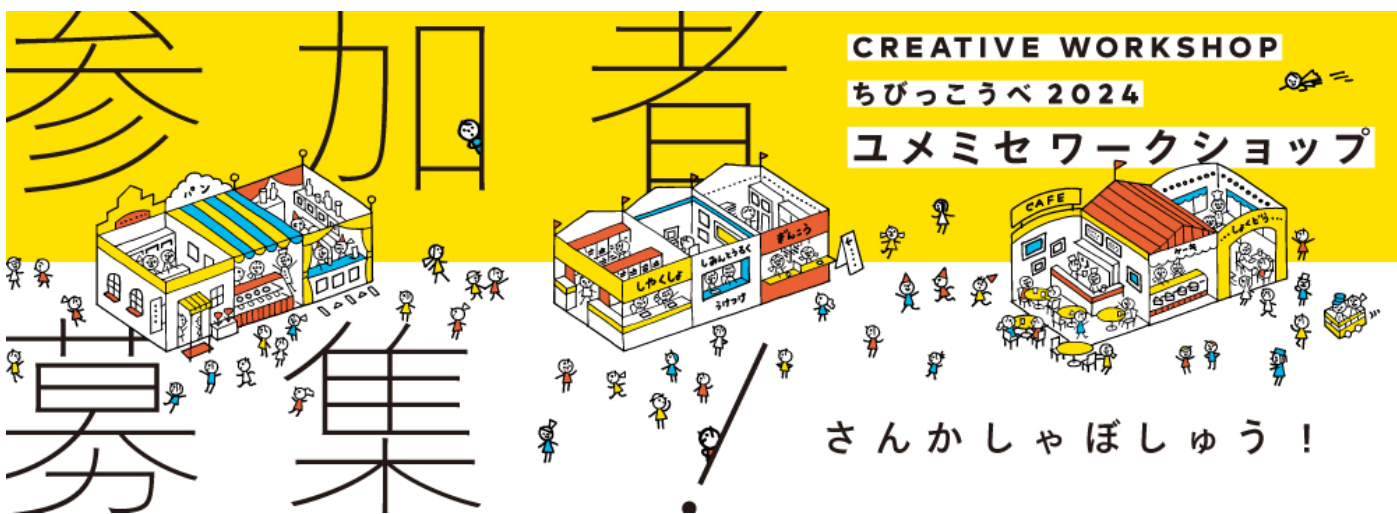 参加者
募集!
CREATIVE WORKSHOP
ちびっこうべ 2024
ユメミセ ワークショップ
パン
しやくしょ
しみんとうろく
うけつけ
ぎんこう
CAFE
ケーキ
しょくどう
さんかしゃぼしゅう!